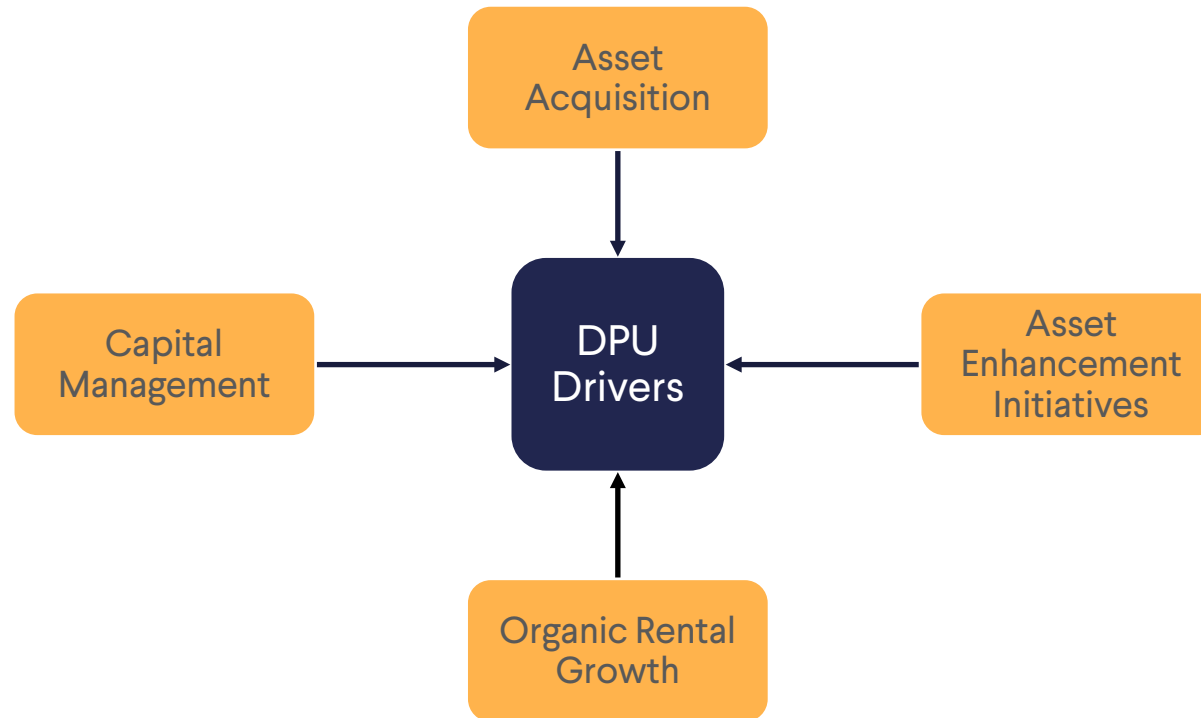 Asset
Acquisition
Capital
Management
DPU
Drivers
Asset
Enhancement
Initiatives
Organic Rental
Growth